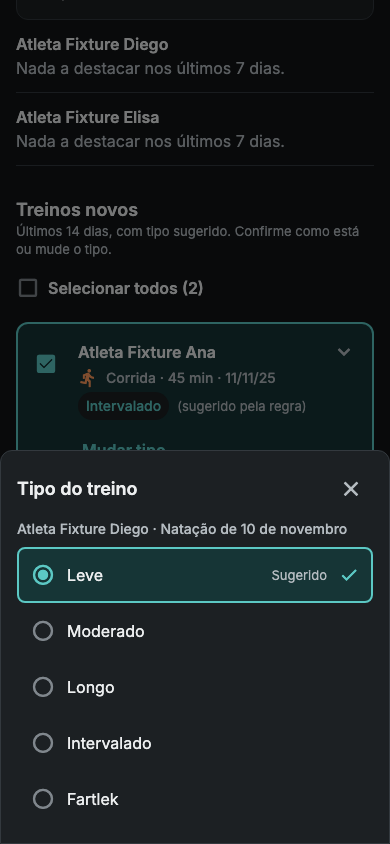 Atleta Fixture Diego
Nada a destacar nos últimos 7 dias.
Atleta Fixture Elisa
Nada a destacar nos últimos 7 dias.
Treinos novos
Últimos 14 dias, com tipo sugerido. Confirme como está
ou mude o tipo.
Selecionar todos (2)
Atleta Fixture Ana
Corrida · 45 min · 11/11/25
Intervalado (sugerido pela regra)
Mudar tipo
Tipo do treino
Atleta Fixture Diego · Natação de 10 de novembro
Leve Sugerido
Moderado
Longo
Intervalado
Fartlek